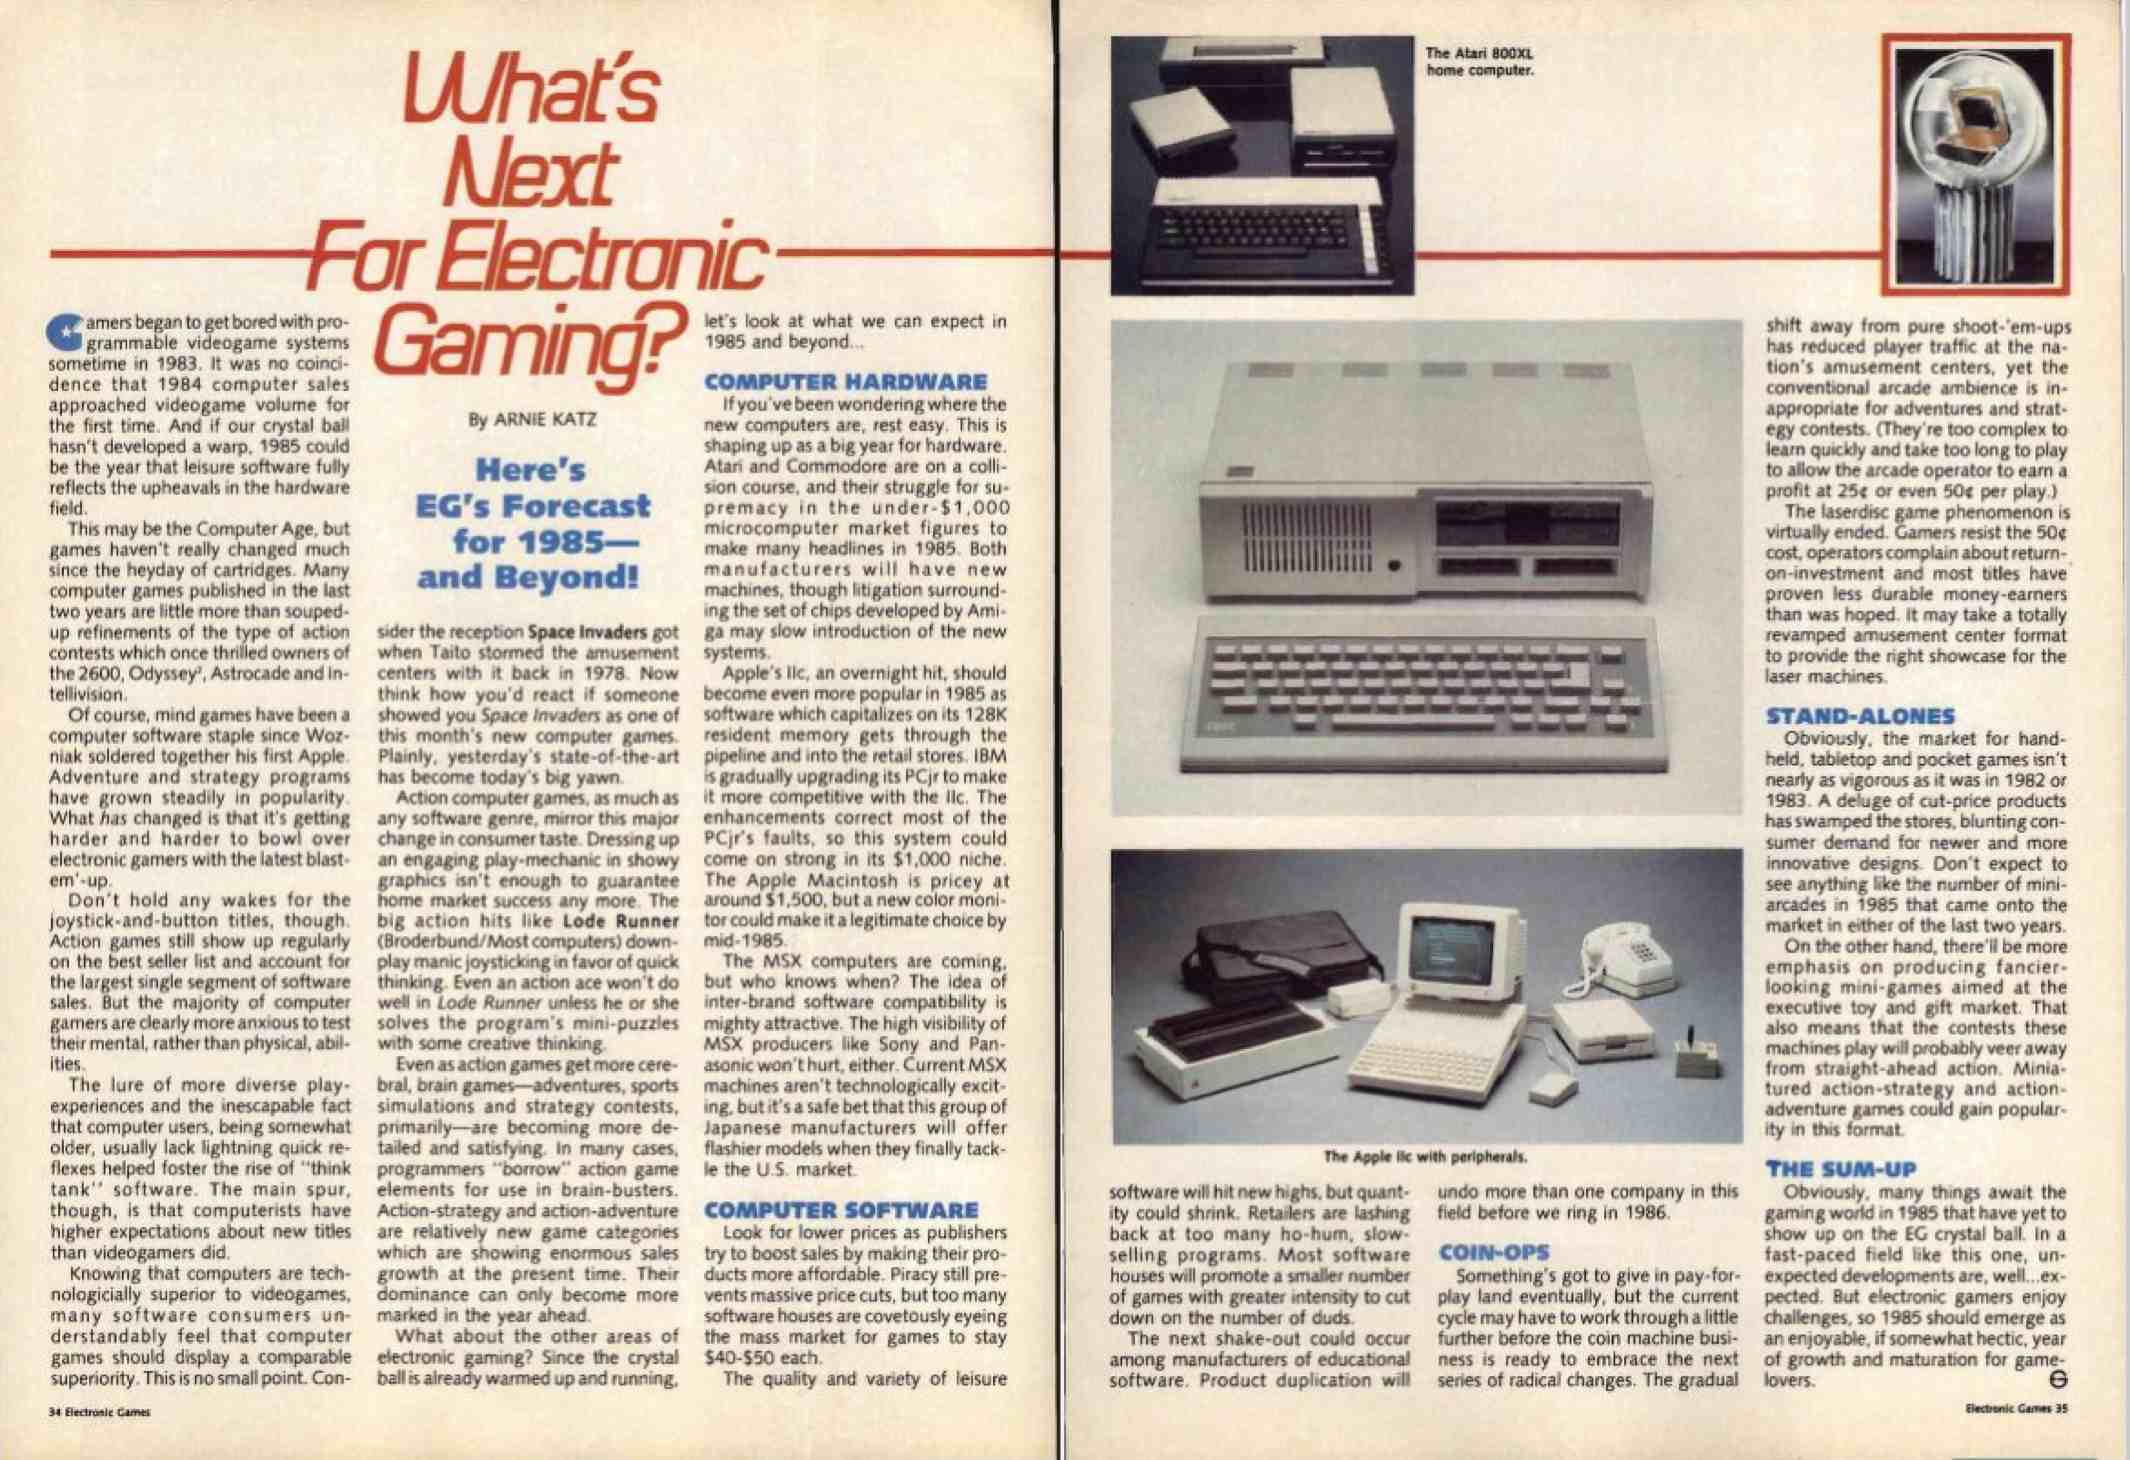 What's
Next
For Electronic
Gaming?
By ARNIE KATZ
Here's
EG's Forecast
for 1985—
and Beyond!
Gamers began to get bored with pro-
grammable videogame systems
sometime in 1983. It was no coinci-
dence that 1984 computer sales
approached videogame volume for
the first time. And if our crystal ball
hasn't developed a warp, 1985 could
be the year that leisure software fully
reflects the upheavals in the hardware
field.
This may be the Computer Age, but
games haven't really changed much
since the heyday of cartridges. Many
computer games published in the last
two years are little more than souped-
up refinements of the type of action
contests which once thrilled owners of
the 2600, Odyssey², Astrocade and In-
tellivision.
Of course, mind games have been a
computer software staple since Woz-
niak soldered together his first Apple.
Adventure and strategy programs
have grown steadily in popularity.
What has changed is that it's getting
harder and harder to bowl over
electronic gamers with the latest blast-
em'-up.
Don't hold any wakes for the
joystick-and-button titles, though.
Action games still show up regularly
on the best seller list and account for
the largest single segment of software
sales. But the majority of computer
gamers are clearly more anxious to test
their mental, rather than physical, abil-
ities.
The lure of more diverse play-
experiences and the inescapable fact
that computer users, being somewhat
older, usually lack lightning quick re-
flexes helped foster the rise of "think
tank" software. The main spur,
though, is that computerists have
higher expectations about new titles
than videogamers did.
Knowing that computers are tech-
nologicially superior to videogames,
many software consumers un-
derstandably feel that computer
games should display a comparable
superiority. This is no small point. Con-
sider the reception Space Invaders got
when Taito stormed the amusement
centers with it back in 1978. Now
think how you'd react if someone
showed you Space Invaders as one of
this month's new computer games.
Plainly, yesterday's state-of-the-art
has become today's big yawn.
Action computer games, as much as
any software genre, mirror this major
change in consumer taste. Dressing up
an engaging play-mechanic in showy
graphics isn't enough to guarantee
home market success any more. The
big action hits like Lode Runner
(Broderbund/Most computers) down-
play manic joysticking in favor of quick
thinking. Even an action ace won't do
well in Lode Runner unless he or she
solves the program's mini-puzzles
with some creative thinking.
Even as action games get more cere-
bral, brain games—adventures, sports
simulations and strategy contests,
primarily—are becoming more de-
tailed and satisfying. In many cases,
programmers "borrow" action game
elements for use in brain-busters.
Action-strategy and action-adventure
are relatively new game categories
which are showing enormous sales
growth at the present time. Their
dominance can only become more
marked in the year ahead.
What about the other areas of
electronic gaming? Since the crystal
ball is already warmed up and running,
let's look at what we can expect in
1985 and beyond...
COMPUTER HARDWARE
If you've been wondering where the
new computers are, rest easy. This is
shaping up as a big year for hardware.
Atari and Commodore are on a colli-
sion course, and their struggle for su-
premacy in the under-$1,000
microcomputer market figures to
make many headlines in 1985. Both
manufacturers will have new
machines, though litigation surround-
ing the set of chips developed by Ami-
ga may slow introduction of the new
systems.
Apple's IIc, an overnight hit, should
become even more popular in 1985 as
software which capitalizes on its 128K
resident memory gets through the
pipeline and into the retail stores. IBM
is gradually upgrading its PCjr to make
it more competitive with the IIc. The
enhancements correct most of the
PCjr's faults, so this system could
come on strong in its $1,000 niche.
The Apple Macintosh is pricey at
around $1,500, but a new color moni-
tor could make it a legitimate choice by
mid-1985.
The MSX computers are coming,
but who knows when? The idea of
inter-brand software compatibility is
mighty attractive. The high visibility of
MSX producers like Sony and Pan-
asonic won't hurt, either. Current MSX
machines aren't technologically excit-
ing, but it's a safe bet that this group of
Japanese manufacturers will offer
flashier models when they finally tack-
le the U.S. market.
COMPUTER SOFTWARE
Look for lower prices as publishers
try to boost sales by making their pro-
ducts more affordable. Piracy still pre-
vents massive price cuts, but too many
software houses are covetously eyeing
the mass market for games to stay
$40-$50 each.
The quality and variety of leisure
34 Electronic Games
The Atari 800XL
home computer.
The Apple IIc with peripherals.
software will hit new highs, but quant-
ity could shrink. Retailers are lashing
back at too many ho-hum, slow-
selling programs. Most software
houses will promote a smaller number
of games with greater intensity to cut
down on the number of duds.
The next shake-out could occur
among manufacturers of educational
software. Product duplication will
undo more than one company in this
field before we ring in 1986.
COIN-OPS
Something's got to give in pay-for-
play land eventually, but the current
cycle may have to work through a little
further before the coin machine busi-
ness is ready to embrace the next
series of radical changes. The gradual
shift away from pure shoot-'em-ups
has reduced player traffic at the na-
tion's amusement centers, yet the
conventional arcade ambience is in-
appropriate for adventures and strat-
egy contests. (They're too complex to
learn quickly and take too long to play
to allow the arcade operator to earn a
profit at 25¢ or even 50¢ per play.)
The laserdisc game phenomenon is
virtually ended. Gamers resist the 50¢
cost, operators complain about return-
on-investment and most titles have
proven less durable money-earners
than was hoped. It may take a totally
revamped amusement center format
to provide the right showcase for the
laser machines.
STAND-ALONES
Obviously, the market for hand-
held, tabletop and pocket games isn't
nearly as vigorous as it was in 1982 or
1983. A deluge of cut-price products
has swamped the stores, blunting con-
sumer demand for newer and more
innovative designs. Don't expect to
see anything like the number of mini-
arcades in 1985 that came onto the
market in either of the last two years.
On the other hand, there'll be more
emphasis on producing fancier-
looking mini-games aimed at the
executive toy and gift market. That
also means that the contests these
machines play will probably veer away
from straight-ahead action. Minia-
tured action-strategy and action-
adventure games could gain popular-
ity in this format.
THE SUM-UP
Obviously, many things await the
gaming world in 1985 that have yet to
show up on the EG crystal ball. In a
fast-paced field like this one, un-
expected developments are, well...ex-
pected. But electronic gamers enjoy
challenges, so 1985 should emerge as
an enjoyable, if somewhat hectic, year
of growth and maturation for game-
lovers.
Electronic Games 35